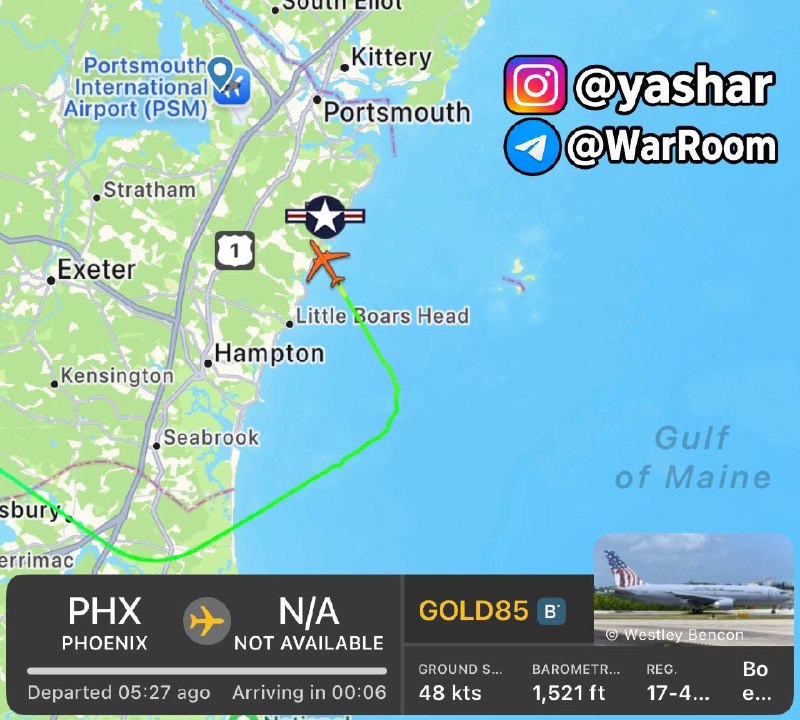 South Eliot
Kittery
Portsmouth
International
Airport (PSM)
Portsmouth
@yashar
@WarRoom
Stratham
1
Exeter
Little Boars Head
Hampton
Kensington
Seabrook
Gulf
of Maine
sbury
errimac
PHX
PHOENIX
N/A
NOT AVAILABLE
Departed 05:27 ago
Arriving in 00:06
GOLD85
B
© Westley Bencon
GROUND S...
48 kts
BAROMETR...
1,521 ft
REG.
17-4...
Bo
e...
National